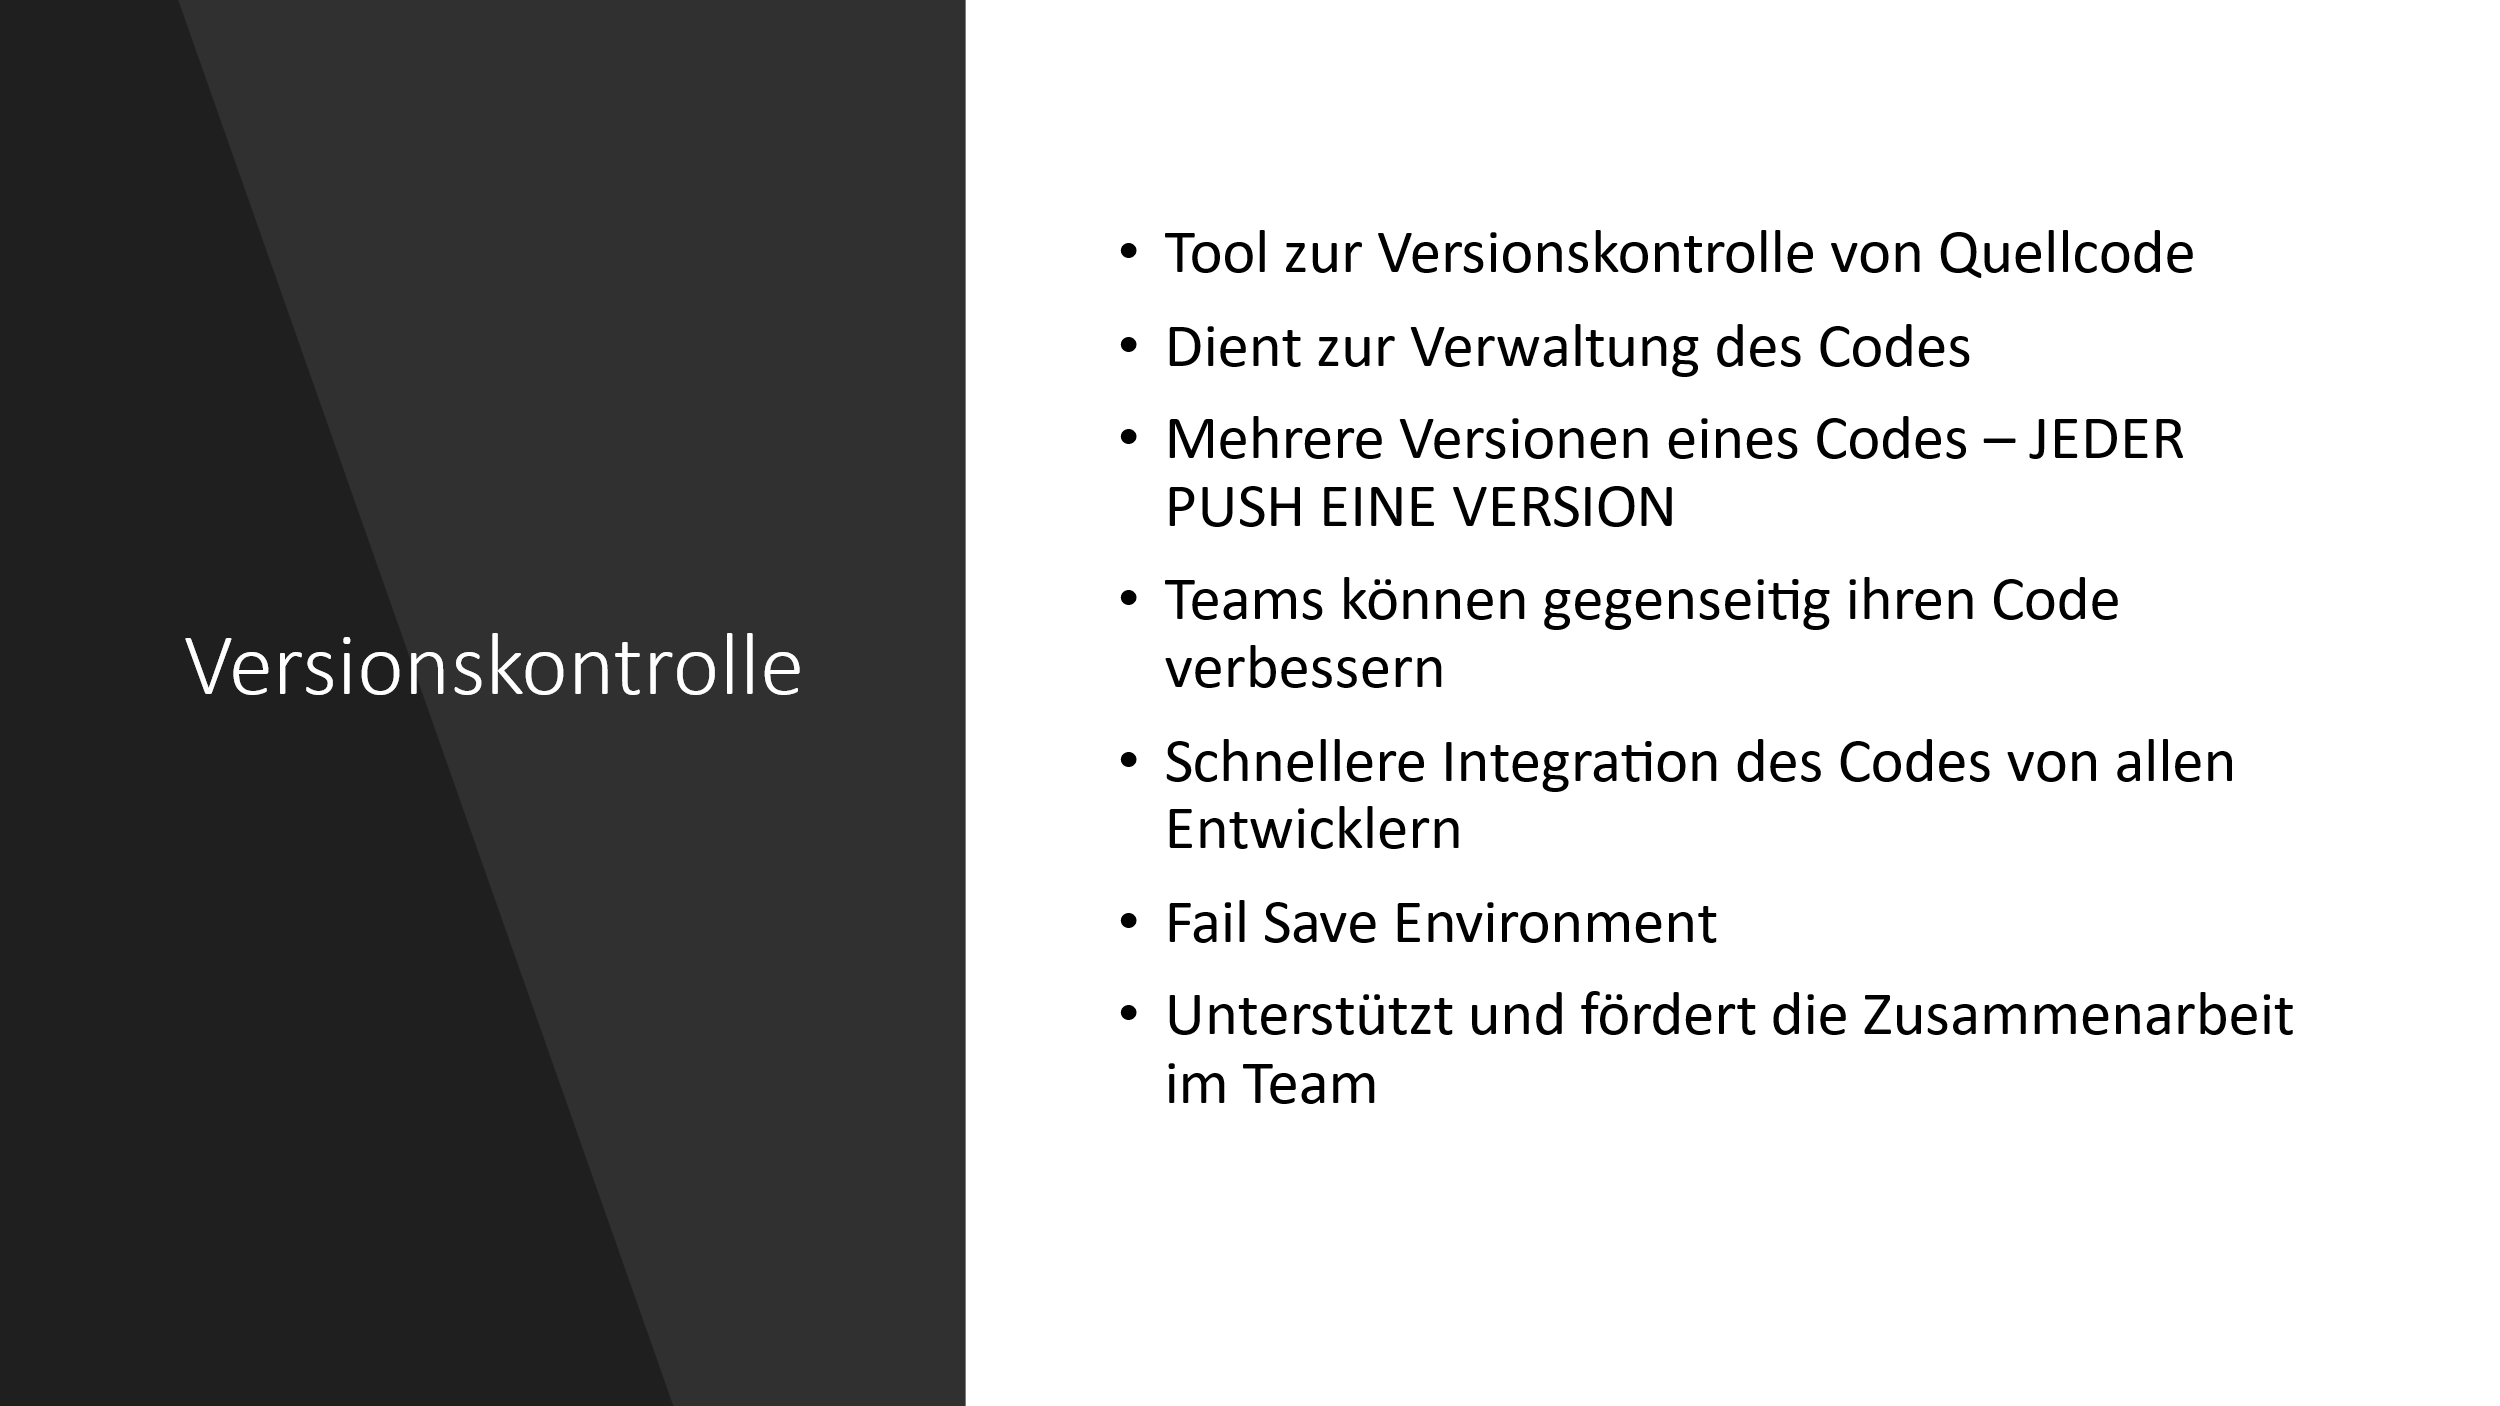 Versionskontrolle
• Tool zur Versionskontrolle von Quellcode
• Dient zur Verwaltung des Codes
• Mehrere Versionen eines Codes – JEDER
PUSH EINE VERSION
• Teams können gegenseitig ihren Code
verbessern
• Schnellere Integration des Codes von allen
Entwicklern
• Fail Save Environment
• Unterstützt und fördert die Zusammenarbeit
im Team